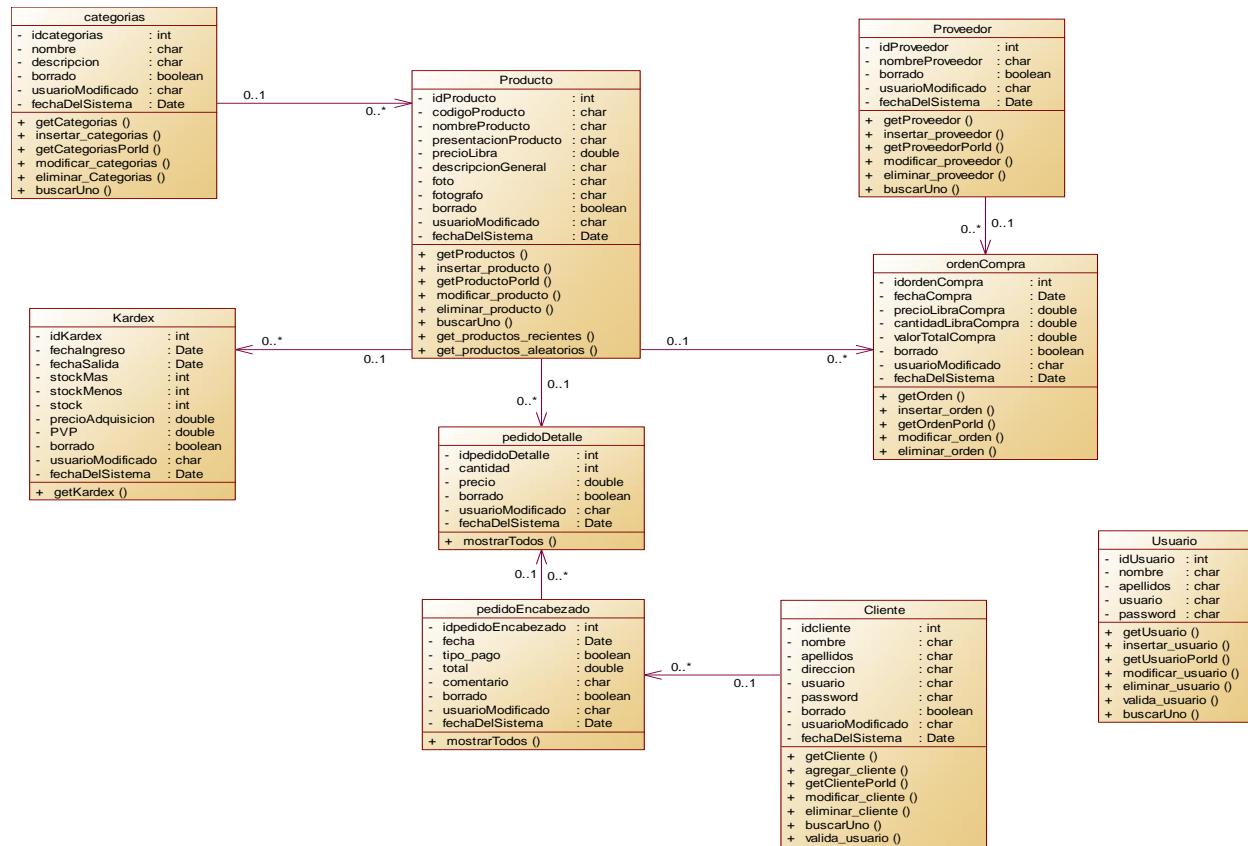 categorias
- idcategorias : int
- nombre : char
- descripcion : char
- borrado : boolean
- usuarioModificado : char
- fechaDelSistema : Date
+ getCategorias ()
+ insertar_categorias ()
+ getCategoriasPorId ()
+ modificar_categorias ()
+ eliminar_Categorias ()
+ buscarUno ()
0..1
0..*
Producto
- idProducto : int
- codigoProducto : char
- nombreProducto : char
- presentacionProducto : char
- precioLibra : double
- descripcionGeneral : char
- foto : char
- fotografo : char
- borrado : boolean
- usuarioModificado : char
- fechaDelSistema : Date
+ getProductos ()
+ insertar_producto ()
+ getProductoPorId ()
+ modificar_producto ()
+ eliminar_producto ()
+ buscarUno ()
+ get_productos_recientes ()
+ get_productos_aleatorios ()
Proveedor
- idProveedor : int
- nombreProveedor : char
- borrado : boolean
- usuarioModificado : char
- fechaDelSistema : Date
+ getProveedor ()
+ insertar_proveedor ()
+ getProveedorPorId ()
+ modificar_proveedor ()
+ eliminar_proveedor ()
+ buscarUno ()
0..* 0..1
ordenCompra
- idordenCompra : int
- fechaCompra : Date
- precioLibraCompra : double
- cantidadLibraCompra : double
- valorTotalCompra : double
- borrado : boolean
- usuarioModificado : char
- fechaDelSistema : Date
+ getOrden ()
+ insertar_orden ()
+ getOrdenPorId ()
+ modificar_orden ()
+ eliminar_orden ()
0..1
0..*
Kardex
- idKardex : int
- fechaIngreso : Date
- fechaSalida : Date
- stockMas : int
- stockMenos : int
- stock : int
- precioAdquisicion : double
- PVP : double
- borrado : boolean
- usuarioModificado : char
- fechaDelSistema : Date
+ getKardex ()
0..*
0..1
0..1
0..*
pedidoDetalle
- idpedidoDetalle : int
- cantidad : int
- precio : double
- borrado : boolean
- usuarioModificado : char
- fechaDelSistema : Date
+ mostrarTodos ()
0..1 0..*
pedidoEncabezado
- idpedidoEncabezado : int
- fecha : Date
- tipo_pago : boolean
- total : double
- comentario : char
- borrado : boolean
- usuarioModificado : char
- fechaDelSistema : Date
+ mostrarTodos ()
0..*
0..1
Cliente
- idcliente : int
- nombre : char
- apellidos : char
- direccion : char
- usuario : char
- password : char
- borrado : boolean
- usuarioModificado : char
- fechaDelSistema : Date
+ getCliente ()
+ agregar_cliente ()
+ getClientePorId ()
+ modificar_cliente ()
+ eliminar_cliente ()
+ buscarUno ()
+ valida_usuario ()
Usuario
- idUsuario : int
- nombre : char
- apellidos : char
- usuario : char
- password : char
+ getUsuario ()
+ insertar_usuario ()
+ getUsuarioPorId ()
+ modificar_usuario ()
+ eliminar_usuario ()
+ valida_usuario ()
+ buscarUno ()